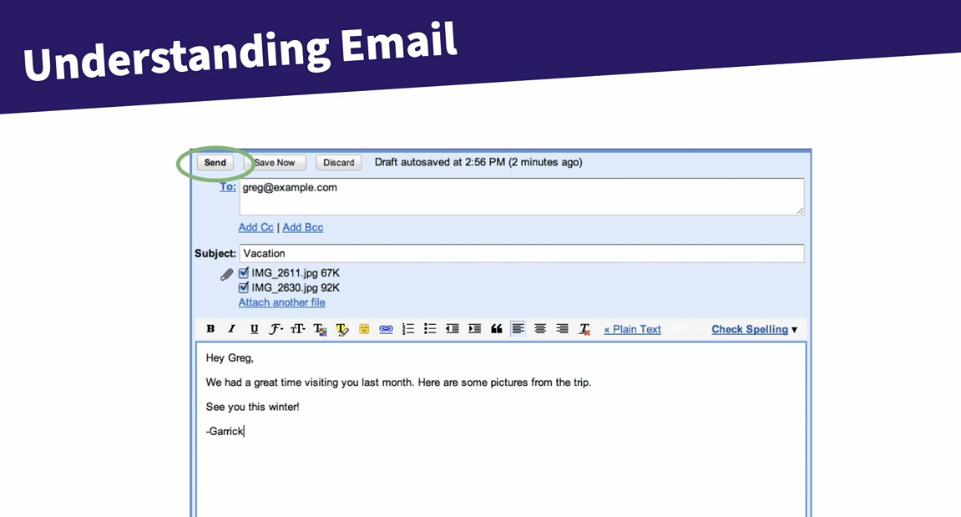 Understanding Email
Send Save Now Discard Draft autosaved at 2:56 PM (2 minutes ago)
To: greg@example.com
Add Cc | Add Bcc
Subject: Vacation
IMG_2611.jpg 67K
IMG_2630.jpg 92K
Attach another file
B I U « Plain Text Check Spelling ▼
Hey Greg,
We had a great time visiting you last month. Here are some pictures from the trip.
See you this winter!
-Garrick